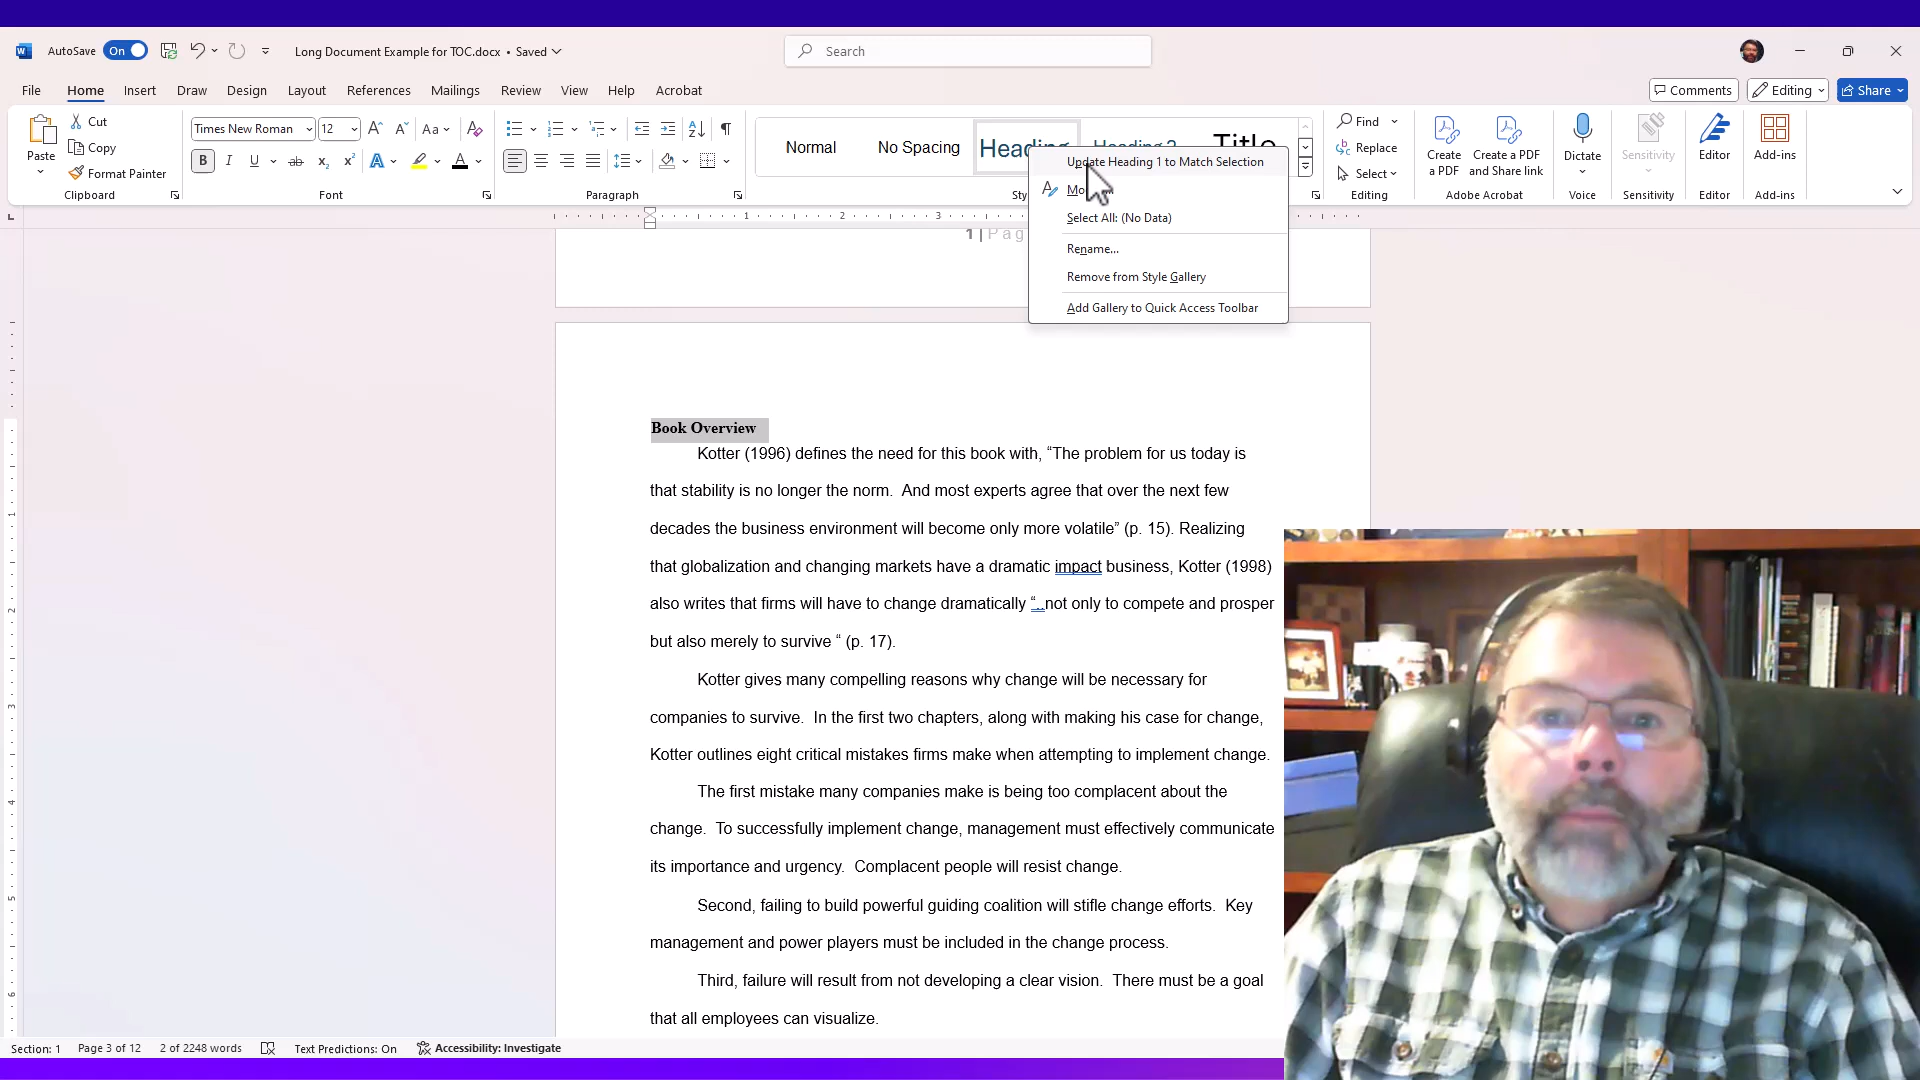 AutoSave On Long Document Example for TOC.docx • Saved Search
File Home Insert Draw Design Layout References Mailings Review View Help Acrobat Comments Editing Share
Paste Cut Copy Format Painter
Clipboard
Times New Roman 12
Font
Paragraph
Normal No Spacing Heading Heading 2 Title
Find Replace Select
Editing
Create a PDF Create a PDF and Share link
Adobe Acrobat
Dictate
Voice
Sensitivity
Sensitivity
Editor
Editor
Add-ins
Add-ins
Update Heading 1 to Match Selection
Select All: (No Data)
Rename...
Remove from Style Gallery
Add Gallery to Quick Access Toolbar
1 2 3
1 | Pag
Book Overview
Kotter (1996) defines the need for this book with, “The problem for us today is
that stability is no longer the norm.  And most experts agree that over the next few
decades the business environment will become only more volatile” (p. 15). Realizing
that globalization and changing markets have a dramatic impact business, Kotter (1998)
also writes that firms will have to change dramatically “...not only to compete and prosper
but also merely to survive “ (p. 17).
Kotter gives many compelling reasons why change will be necessary for
companies to survive.  In the first two chapters, along with making his case for change,
Kotter outlines eight critical mistakes firms make when attempting to implement change.
The first mistake many companies make is being too complacent about the
change.  To successfully implement change, management must effectively communicate
its importance and urgency.  Complacent people will resist change.
Second, failing to build powerful guiding coalition will stifle change efforts.  Key
management and power players must be included in the change process.
Third, failure will result from not developing a clear vision.  There must be a goal
that all employees can visualize.
Section: 1 Page 3 of 12 2 of 2248 words Text Predictions: On Accessibility: Investigate